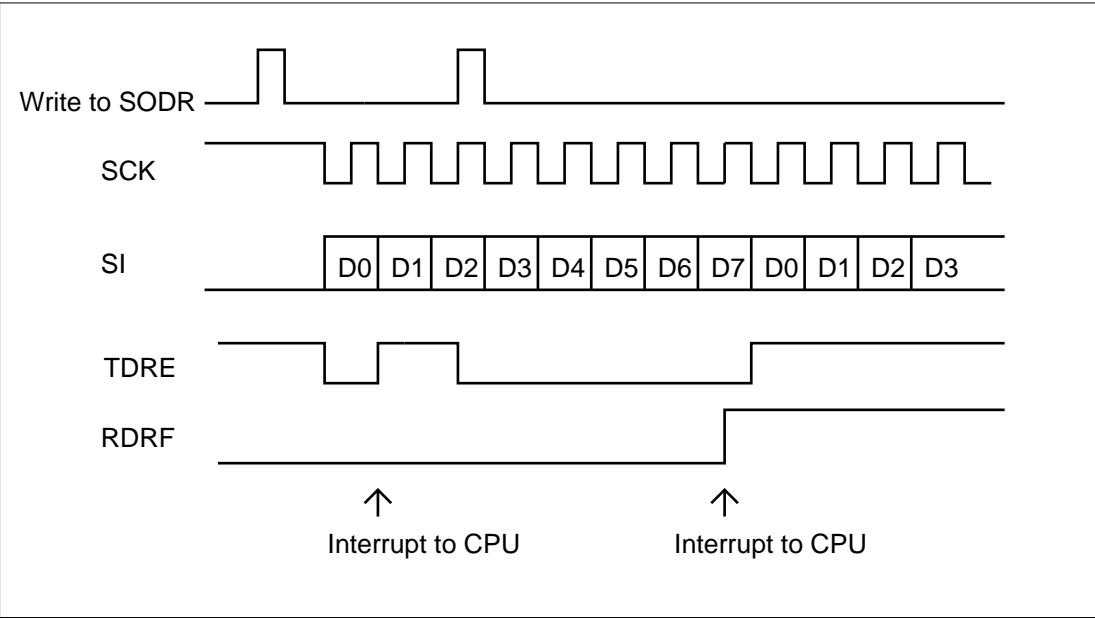 Write to SODR
SCK
SI
D0 D1 D2 D3 D4 D5 D6 D7 D0 D1 D2 D3
TDRE
RDRF
Interrupt to CPU Interrupt to CPU